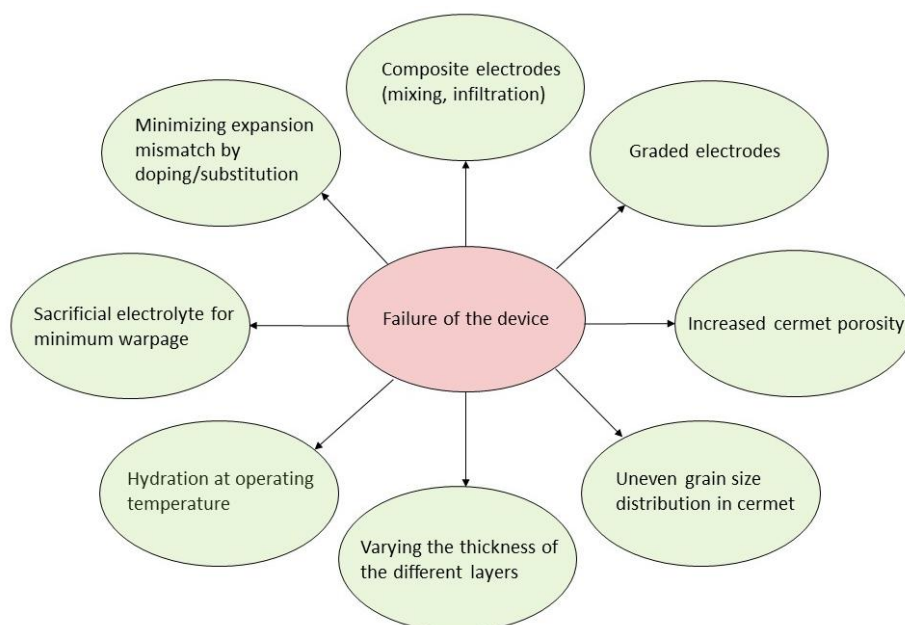 Composite electrodes
(mixing, infiltration)
Minimizing expansion
mismatch by
doping/substitution
Graded electrodes
Sacrificial electrolyte for
minimum warpage
Failure of the device
Increased cermet porosity
Hydration at operating
temperature
Uneven grain size
distribution in cermet
Varying the thickness of
the different layers